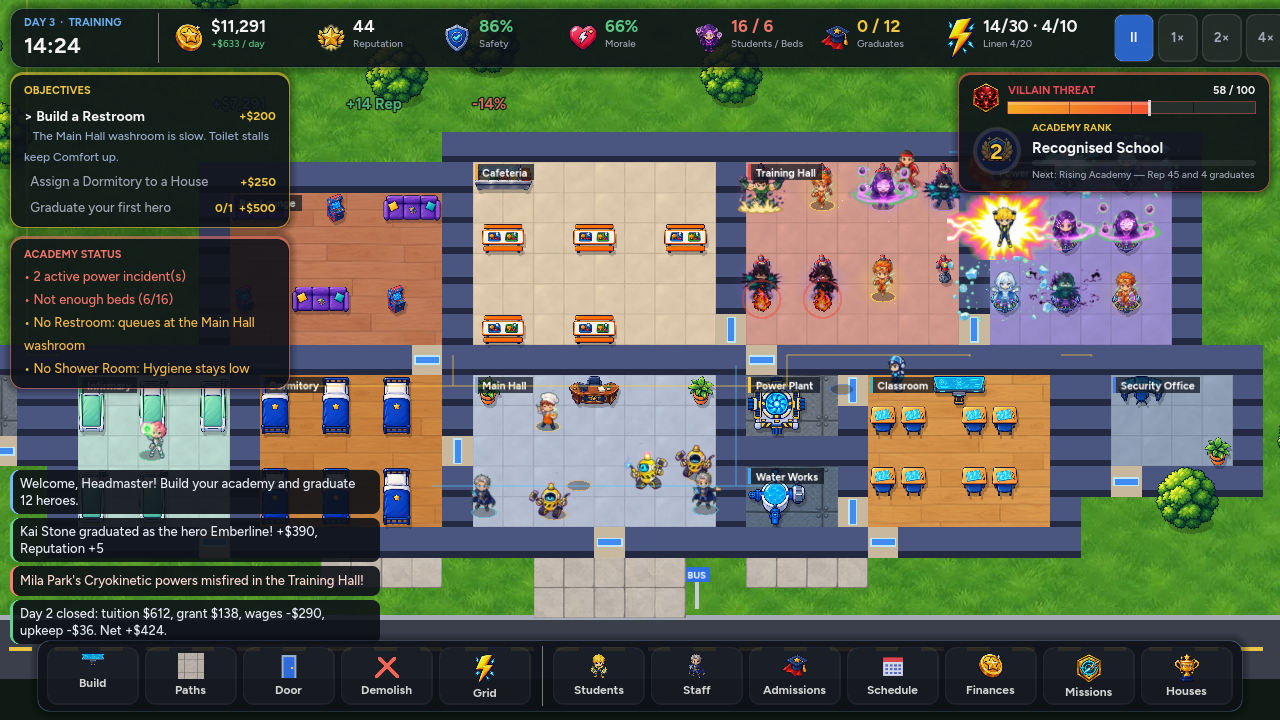 DAY 3 · TRAINING
14:24
$11,291
+$633 / day
44
Reputation
86%
Safety
66%
Morale
16 / 6
Students / Beds
0 / 12
Graduates
14/30 · 4/10
Linen 4/20
II
1×
2×
4×
OBJECTIVES
> Build a Restroom
+$200
The Main Hall washroom is slow. Toilet stalls
keep Comfort up.
Assign a Dormitory to a House
+$250
Graduate your first hero
0/1 +$500
+14 Rep
-14%
VILLAIN THREAT
58 / 100
ACADEMY RANK
2
Recognised School
Next: Rising Academy — Rep 45 and 4 graduates
ACADEMY STATUS
• 2 active power incident(s)
• Not enough beds (6/16)
• No Restroom: queues at the Main Hall
washroom
• No Shower Room: Hygiene stays low
Cafeteria
Training Hall
Infirmary
Dormitory
Main Hall
Power Plant
Classroom
Security Office
Water Works
BUS
Welcome, Headmaster! Build your academy and graduate
12 heroes.
Kai Stone graduated as the hero Emberline! +$390,
Reputation +5
Mila Park's Cryokinetic powers misfired in the Training Hall!
Day 2 closed: tuition $612, grant $138, wages -$290,
upkeep -$36. Net +$424.
Build
Paths
Door
Demolish
Grid
Students
Staff
Admissions
Schedule
Finances
Missions
Houses